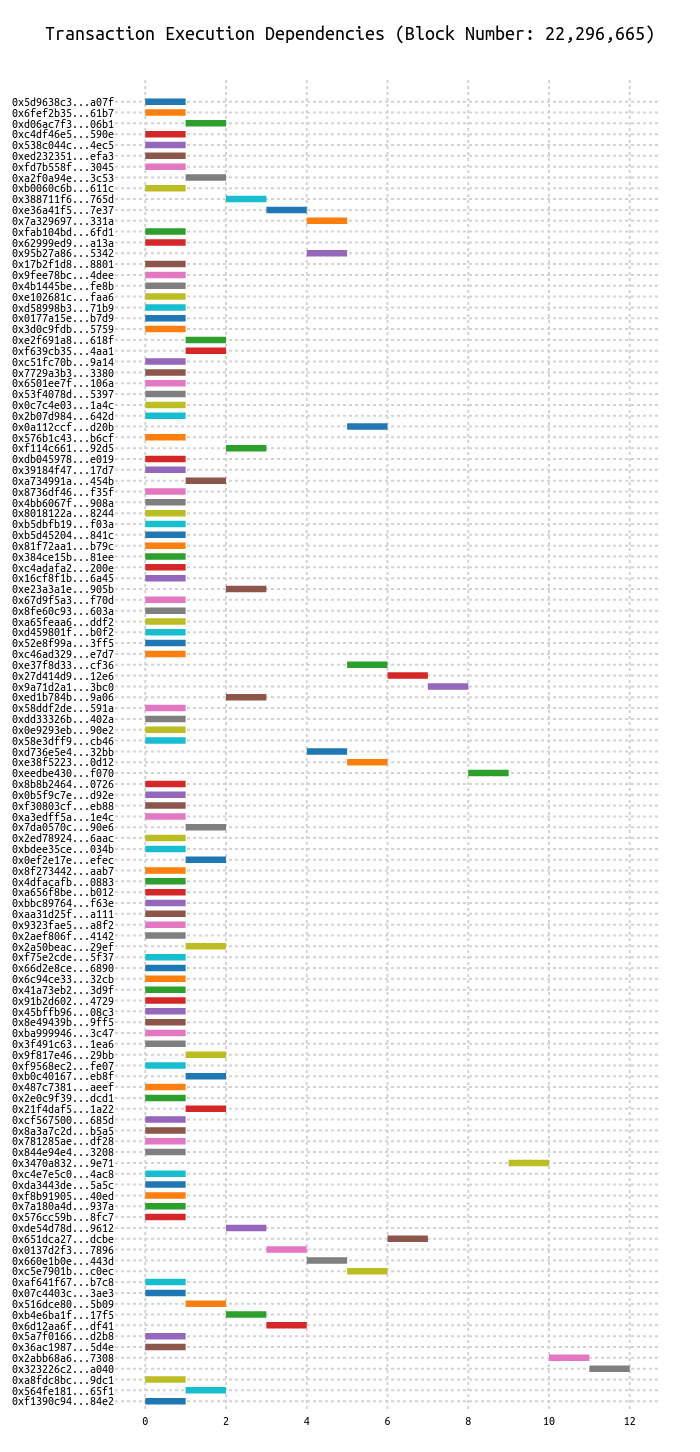 Transaction Execution Dependencies (Block Number: 22,296,665)
0x5d9638c3...a07f
0x6fef2b35...61b7
0xd06ac7f3...06b1
0xc4df46e5...590e
0x538c044c...4ec5
0xed232351...efa3
0xfd7b558f...3045
0xa2f0a94e...3c53
0xb0060c6b...611c
0x388711f6...765d
0xe36a41f5...7e37
0x7a329697...331a
0xfab104bd...6fd1
0x62999ed9...a13a
0x95b27a86...5342
0x17b2f1d8...8801
0x9fee78bc...4dee
0x4b1445be...fe8b
0xe102681c...faa6
0xd58998b3...71b9
0x0177a15e...b7d9
0x3d0c9fdb...5759
0xe2f691a8...618f
0xf639cb35...4aa1
0xc51fc70b...9a14
0x7729a3b3...3380
0x6501ee7f...106a
0x53f4078d...5397
0x0c7c4e03...1a4c
0x2b07d984...642d
0x0a112ccf...d20b
0x576b1c43...b6cf
0xf114c661...92d5
0xdb045978...e019
0x39184f47...17d7
0xa734991a...454b
0x8736df46...f35f
0x4bb6067f...908a
0x8018122a...8244
0xb5dbfb19...f03a
0xb5d45204...841c
0x81f72aa1...b79c
0x384ce15b...81ee
0xc4adafa2...200e
0x16cf8f1b...6a45
0xe23a3a1e...905b
0x67d9f5a3...f70d
0x8fe60c93...603a
0xa65feaa6...ddf2
0xd459801f...b0f2
0x52e8f99a...3ff5
0xc46ad329...e7d7
0xe37f8d33...cf36
0x27d414d9...12e6
0x9a71d2a1...3bc0
0xed1b784b...9a06
0x58ddf2de...591a
0xdd33326b...402a
0x0e9293eb...90e2
0x58e3dff9...cb46
0xd736e5e4...32bb
0xe38f5223...0d12
0xeedbe430...f070
0x8b8b2464...0726
0x0b5f9c7e...d92e
0xf30803cf...eb88
0xa3edff5a...1e4c
0x7da0570c...90e6
0x2ed78924...6aac
0xbdee35ce...034b
0x0ef2e17e...efec
0x8f273442...aab7
0x4dfacafb...0883
0xa656f8be...b012
0xbbc89764...f63e
0xaa31d25f...a111
0x9323fae5...a8f2
0x2aef806f...4142
0x2a50beac...29ef
0xf75e2cde...5f37
0x66d2e8ce...6890
0x6c94ce33...32cb
0x41a73eb2...3d9f
0x91b2d602...4729
0x45bffb96...08c3
0x8e49439b...9ff5
0xba999946...3c47
0x3f491c63...1ea6
0x9f817e46...29bb
0xf9568ec2...fe07
0xb0c40167...eb8f
0x487c7381...aeef
0x2e0c9f39...dcd1
0x21f4daf5...1a22
0xcf567500...685d
0x8a3a7c2d...b5a5
0x781285ae...df28
0x844e94e4...3208
0x3470a832...9e71
0xc4e7e5c0...4ac8
0xda3443de...5a5c
0xf8b91905...40ed
0x7a180a4d...937a
0x576cc59b...8fc7
0xde54d78d...9612
0x651dca27...dcbe
0x0137d2f3...7896
0x660e1b0e...443d
0xc5e7901b...c0ec
0xaf641f67...b7c8
0x07c4403c...3ae3
0x516dce80...5b09
0xb4e6ba1f...17f5
0x6d12aa6f...df41
0x5a7f0166...d2b8
0x36ac1987...5d4e
0x2abb68a6...7308
0x323226c2...a040
0xa8fdc8bc...9dc1
0x564fe181...65f1
0xf1390c94...84e2
0 2 4 6 8 10 12